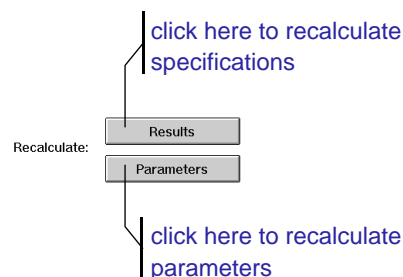 click here to recalculate
specifications
Recalculate:
Results
Parameters
click here to recalculate
parameters